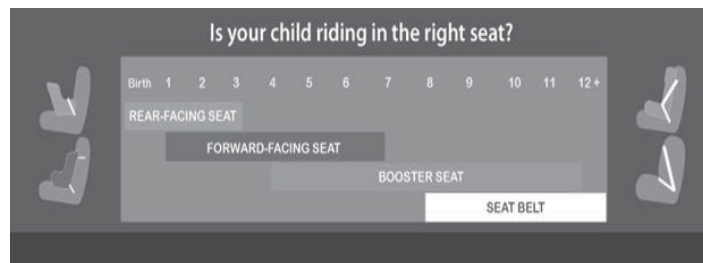 Is your child riding in the right seat?
Birth 1 2 3 4 5 6 7 8 9 10 11 12 +
REAR-FACING SEAT
FORWARD-FACING SEAT
BOOSTER SEAT
SEAT BELT